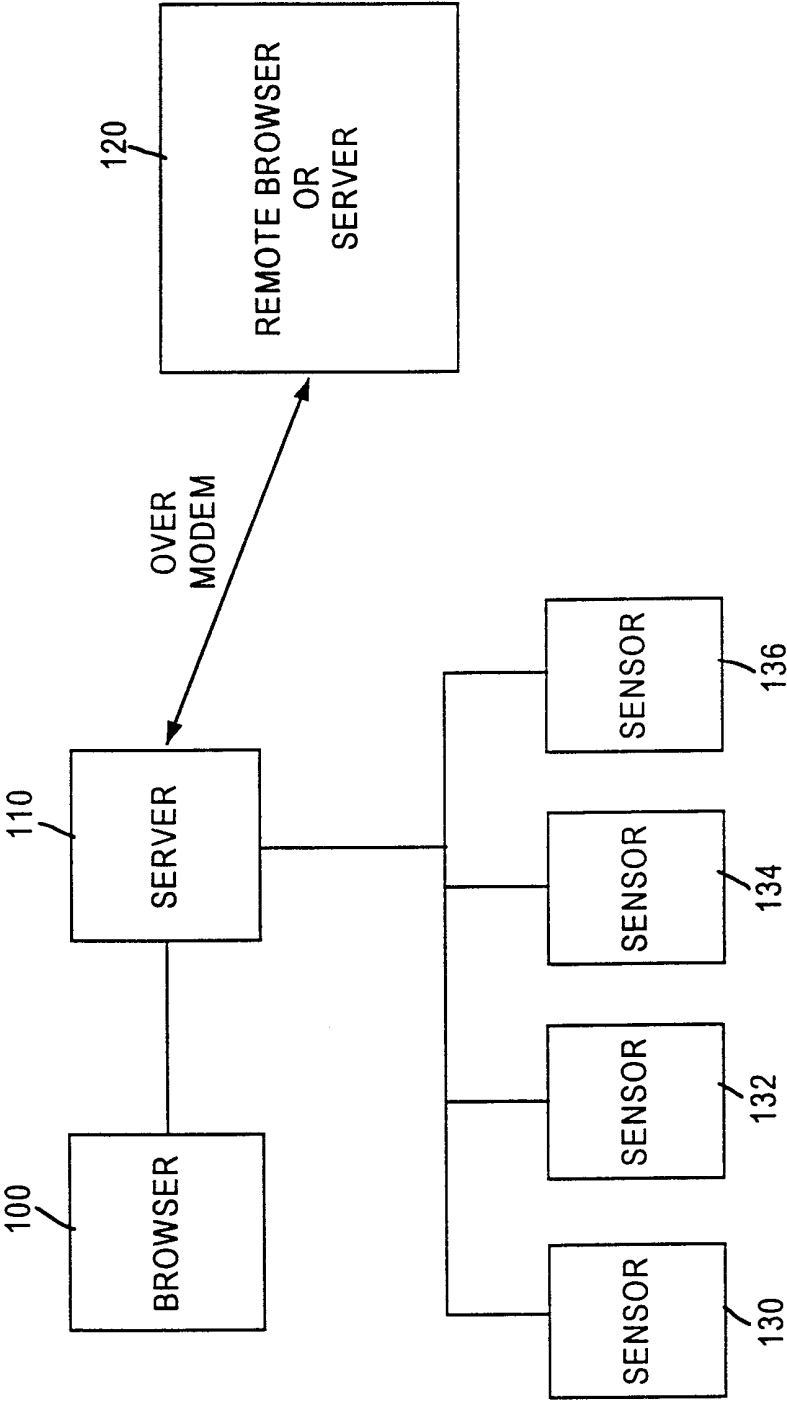 120
REMOTE BROWSER
OR
SERVER
OVER
MODEM
110
SERVER
100
BROWSER
SENSOR
130
SENSOR
132
SENSOR
134
SENSOR
136